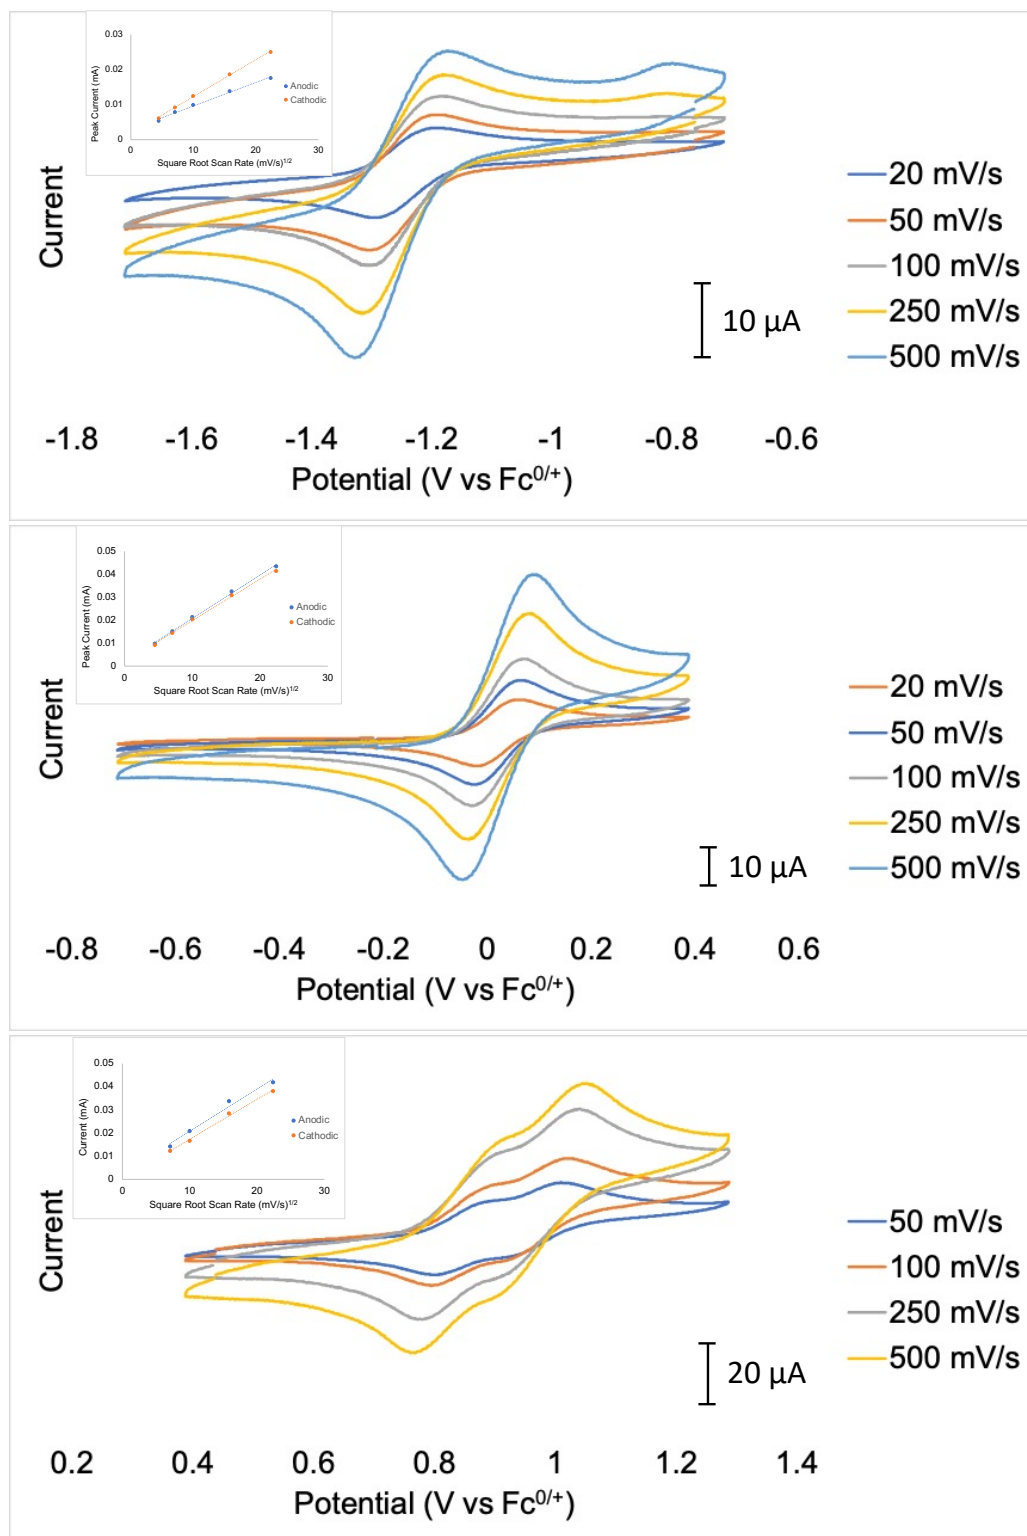 0.03
0.02
0.01
0
0
10
20
30
Peak Current (mA)
Square Root Scan Rate (mV/s)1/2
Anodic
Cathodic
Current
20 mV/s
50 mV/s
100 mV/s
250 mV/s
500 mV/s
10 µA
-1.8
-1.6
-1.4
-1.2
-1
-0.8
-0.6
Potential (V vs Fc0/+)
0.05
0.04
0.03
0.02
0.01
0
0
10
20
30
Peak Current (mA)
Square Root Scan Rate (mV/s)1/2
Anodic
Cathodic
Current
20 mV/s
50 mV/s
100 mV/s
250 mV/s
500 mV/s
10 µA
-0.8
-0.6
-0.4
-0.2
0
0.2
0.4
0.6
Potential (V vs Fc0/+)
0.05
0.04
0.03
0.02
0.01
0
0
10
20
30
Current (mA)
Square Root Scan Rate (mV/s)1/2
Anodic
Cathodic
Current
50 mV/s
100 mV/s
250 mV/s
500 mV/s
20 µA
0.2
0.4
0.6
0.8
1
1.2
1.4
Potential (V vs Fc0/+)